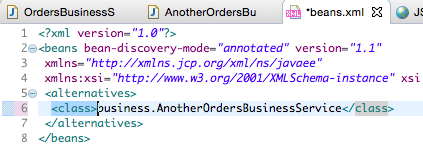 OrdersBusinessS AnotherOrdersBu *beans.xml JS
1 <?xml version="1.0"?>
2 <beans bean-discovery-mode="annotated" version="1.1"
3 xmlns="http://xmlns.jcp.org/xml/ns/javaee"
4 xmlns:xsi="http://www.w3.org/2001/XMLSchema-instance" xsi
5 <alternatives>
6 <class>business.AnotherOrdersBusinessService</class>
7 </alternatives>
8 </beans>